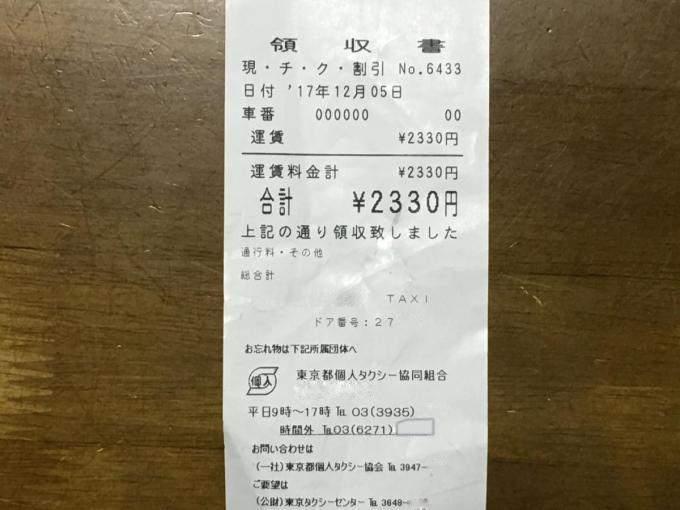 領収書
現・チ・ク・割引 No.6433
日付 '17年12月05日
車番 000000 00
運賃 ¥2330円
運賃料金計 ¥2330円
合計 ¥2330円
上記の通り領収致しました
通行料・その他
総合計
TAXI
ドア番号:27
お忘れ物は下記所属団体へ
個人 東京都個人タクシー協同組合
平日9時～17時 ℡ 03(3935)
時間外 ℡03(6271)
お問い合わせは
(一社)東京都個人タクシー協会 ℡ 3947-
ご要望は
(公財)東京タクシーセンター ℡ 3648-